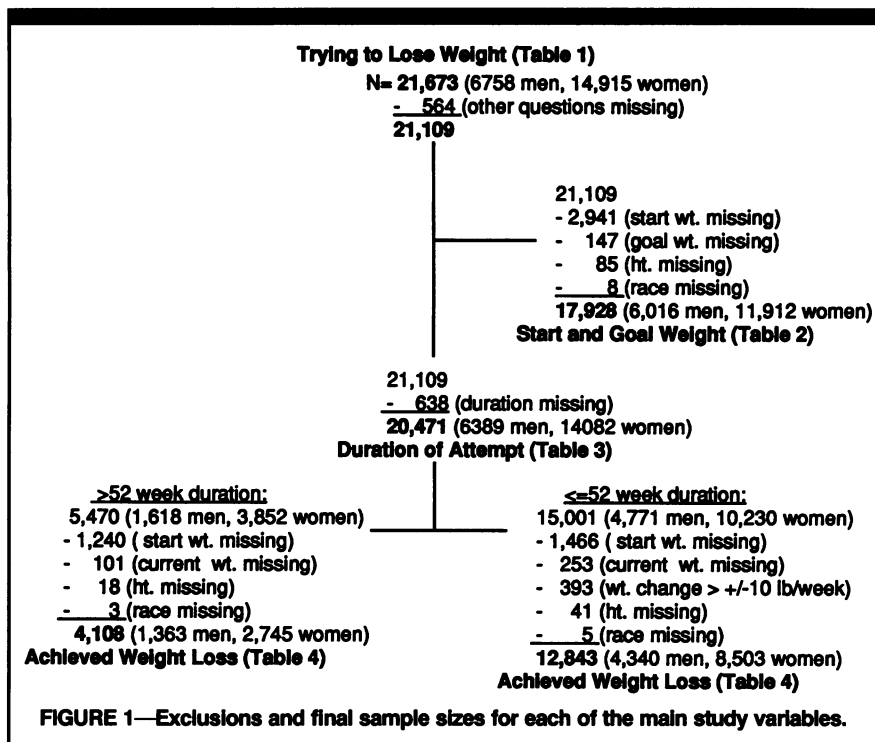 Trying to Lose Weight (Table 1)
N= 21,673 (6758 men, 14,915 women)
- 564 (other questions missing)
21,109
21,109
- 2,941 (start wt. missing)
- 147 (goal wt. missing)
- 85 (ht. missing)
- 8 (race missing)
17,928 (6,016 men, 11,912 women)
Start and Goal Weight (Table 2)
21,109
- 638 (duration missing)
20,471 (6389 men, 14082 women)
Duration of Attempt (Table 3)
>52 week duration:
5,470 (1,618 men, 3,852 women)
- 1,240 ( start wt. missing)
- 101 (current wt. missing)
- 18 (ht. missing)
- 3 (race missing)
4,108 (1,363 men, 2,745 women)
Achieved Weight Loss (Table 4)
<=52 week duration:
15,001 (4,771 men, 10,230 women)
- 1,466 ( start wt. missing)
- 253 (current wt. missing)
- 393 (wt. change > +/-10 lb/week)
- 41 (ht. missing)
- 5 (race missing)
12,843 (4,340 men, 8,503 women)
Achieved Weight Loss (Table 4)
FIGURE 1—Exclusions and final sample sizes for each of the main study variables.